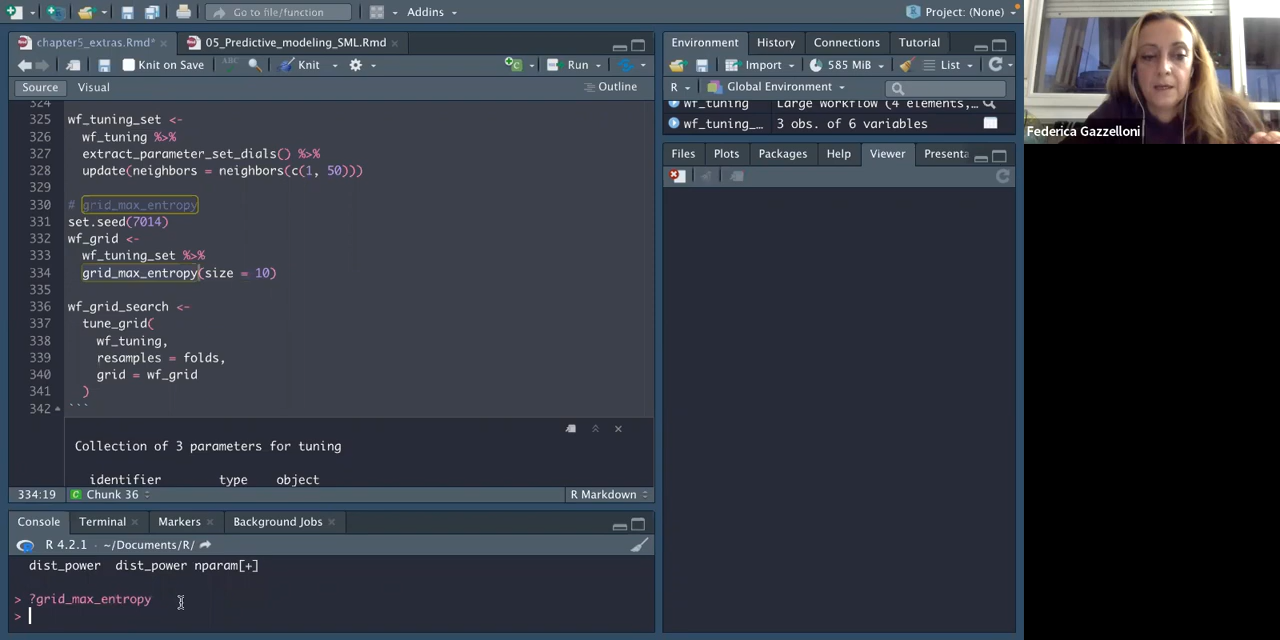 Go to file/function
Addins
Project: (None)
chapter5_extras.Rmd*
05_Predictive_modeling_SML.Rmd
Knit on Save
ABC
Knit
Run
Source
Visual
Outline
324
325 wf_tuning_set <-
326 wf_tuning %>%
327 extract_parameter_set_dials() %>%
328 update(neighbors = neighbors(c(1, 50)))
329
330 # grid_max_entropy
331 set.seed(7014)
332 wf_grid <-
333 wf_tuning_set %>%
334 grid_max_entropy(size = 10)
335
336 wf_grid_search <-
337 tune_grid(
338 wf_tuning,
339 resamples = folds,
340 grid = wf_grid
341 )
342 ```
Collection of 3 parameters for tuning
identifier type object
334:19
Chunk 36
R Markdown
Console
Terminal
Markers
Background Jobs
R 4.2.1 · ~/Documents/R/
dist_power dist_power nparam[+]
> ?grid_max_entropy
>
Environment
History
Connections
Tutorial
Import
585 MiB
List
R
Global Environment
wf_tuning Large workflow (4 elements,…
wf_tuning_… 3 obs. of 6 variables
Files
Plots
Packages
Help
Viewer
Presenta
Federica Gazzelloni